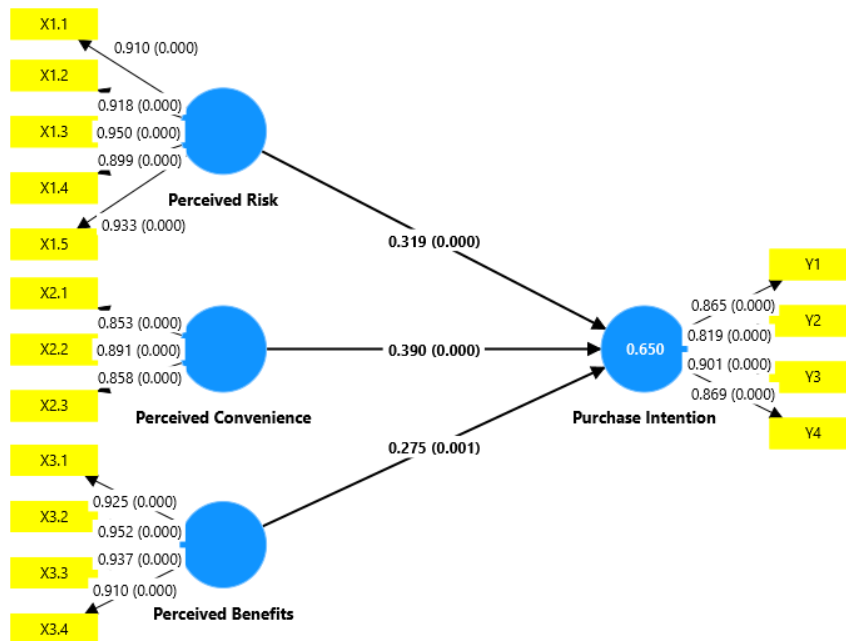 X1.1
0.910 (0.000)
X1.2
0.918 (0.000)
X1.3
0.950 (0.000)
0.899 (0.000)
X1.4
Perceived Risk
0.933 (0.000)
X1.5
0.319 (0.000)
X2.1
0.853 (0.000)
X2.2
0.891 (0.000)
0.858 (0.000)
X2.3
Perceived Convenience
0.390 (0.000)
X3.1
0.925 (0.000)
X3.2
0.952 (0.000)
0.937 (0.000)
X3.3
0.910 (0.000)
Perceived Benefits
X3.4
0.275 (0.001)
0.650
Purchase Intention
Y1
0.865 (0.000)
Y2
0.819 (0.000)
0.901 (0.000)
Y3
0.869 (0.000)
Y4